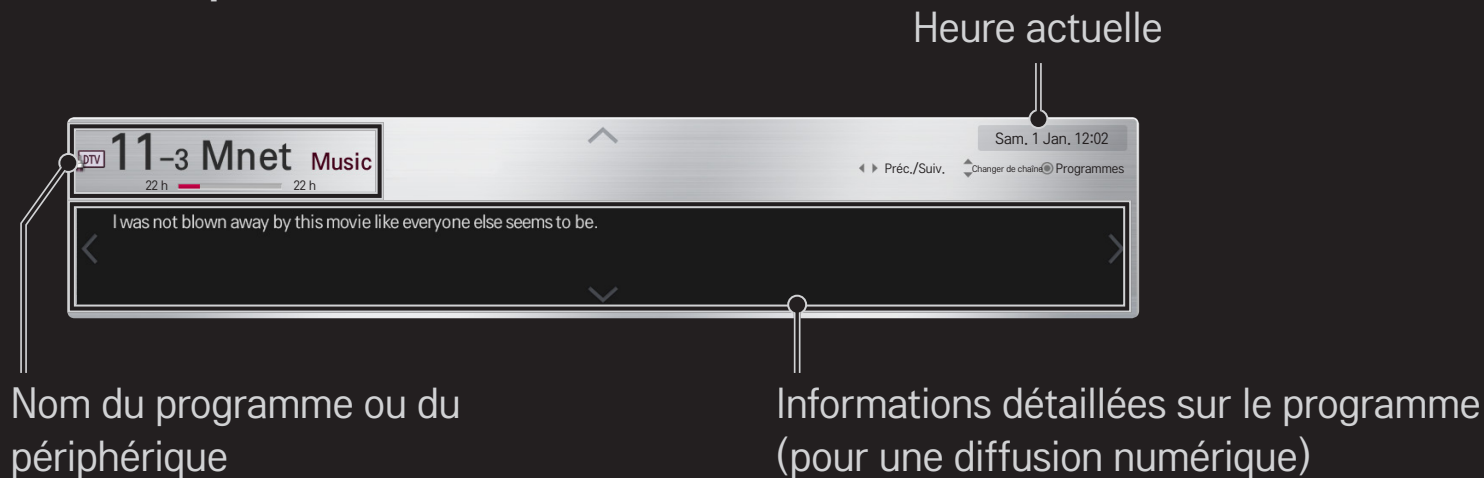 Heure actuelle
DTV 11-3 Mnet Music
22 h 22 h
Sam. 1 Jan. 12:02
Préc./Suiv. Changer de chaîne Programmes
I was not blown away by this movie like everyone else seems to be.
Nom du programme ou du
périphérique
Informations détaillées sur le programme
(pour une diffusion numérique)